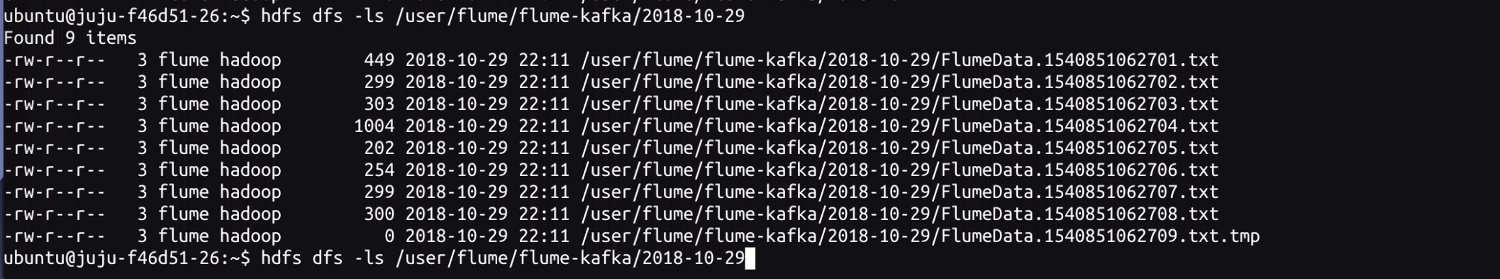 ubuntu@juju-f46d51-26:~$ hdfs dfs -ls /user/flume/flume-kafka/2018-10-29
Found 9 items
-rw-r--r--   3 flume hadoop        449 2018-10-29 22:11 /user/flume/flume-kafka/2018-10-29/FlumeData.1540851062701.txt
-rw-r--r--   3 flume hadoop        299 2018-10-29 22:11 /user/flume/flume-kafka/2018-10-29/FlumeData.1540851062702.txt
-rw-r--r--   3 flume hadoop        303 2018-10-29 22:11 /user/flume/flume-kafka/2018-10-29/FlumeData.1540851062703.txt
-rw-r--r--   3 flume hadoop       1004 2018-10-29 22:11 /user/flume/flume-kafka/2018-10-29/FlumeData.1540851062704.txt
-rw-r--r--   3 flume hadoop        202 2018-10-29 22:11 /user/flume/flume-kafka/2018-10-29/FlumeData.1540851062705.txt
-rw-r--r--   3 flume hadoop        254 2018-10-29 22:11 /user/flume/flume-kafka/2018-10-29/FlumeData.1540851062706.txt
-rw-r--r--   3 flume hadoop        299 2018-10-29 22:11 /user/flume/flume-kafka/2018-10-29/FlumeData.1540851062707.txt
-rw-r--r--   3 flume hadoop        300 2018-10-29 22:11 /user/flume/flume-kafka/2018-10-29/FlumeData.1540851062708.txt
-rw-r--r--   3 flume hadoop          0 2018-10-29 22:11 /user/flume/flume-kafka/2018-10-29/FlumeData.1540851062709.txt.tmp
ubuntu@juju-f46d51-26:~$ hdfs dfs -ls /user/flume/flume-kafka/2018-10-29